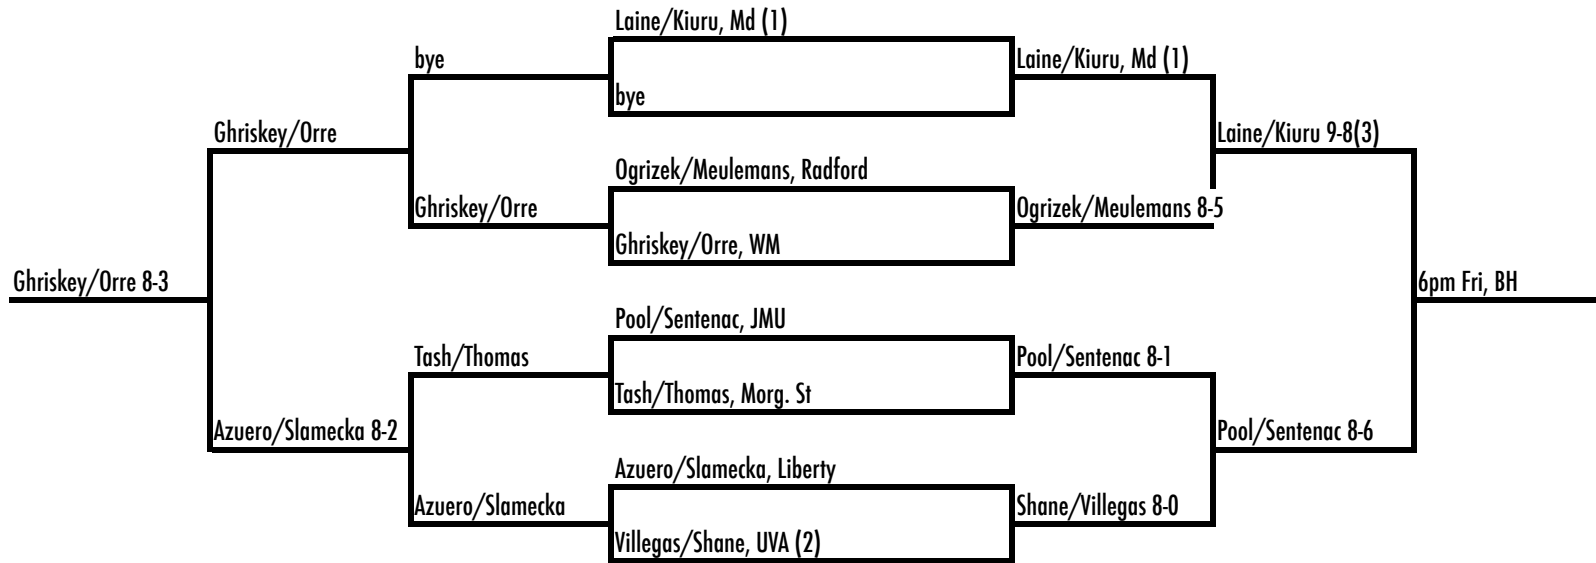 Laine/Kiuru, Md (1)
bye
Laine/Kiuru, Md (1)
bye
Ghriskey/Orre
Laine/Kiuru 9-8(3)
Ogrizek/Meulemans, Radford
Ghriskey/Orre
Ogrizek/Meulemans 8-5
Ghriskey/Orre, WM
Ghriskey/Orre 8-3
6pm Fri, BH
Pool/Sentenac, JMU
Tash/Thomas
Pool/Sentenac 8-1
Tash/Thomas, Morg. St
Azuero/Slamecka 8-2
Pool/Sentenac 8-6
Azuero/Slamecka, Liberty
Azuero/Slamecka
Shane/Villegas 8-0
Villegas/Shane, UVA (2)